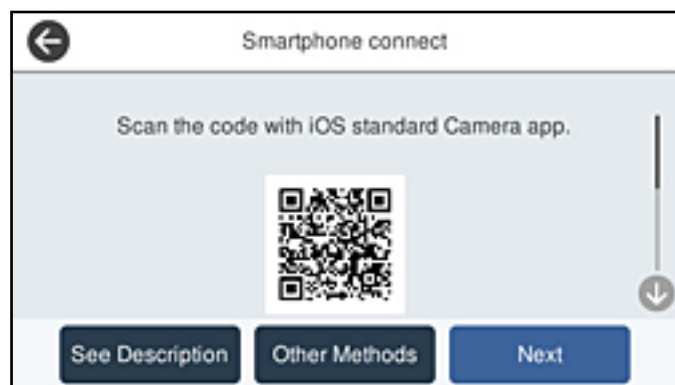 Smartphone connect
Scan the code with iOS standard Camera app.
See Description
Other Methods
Next